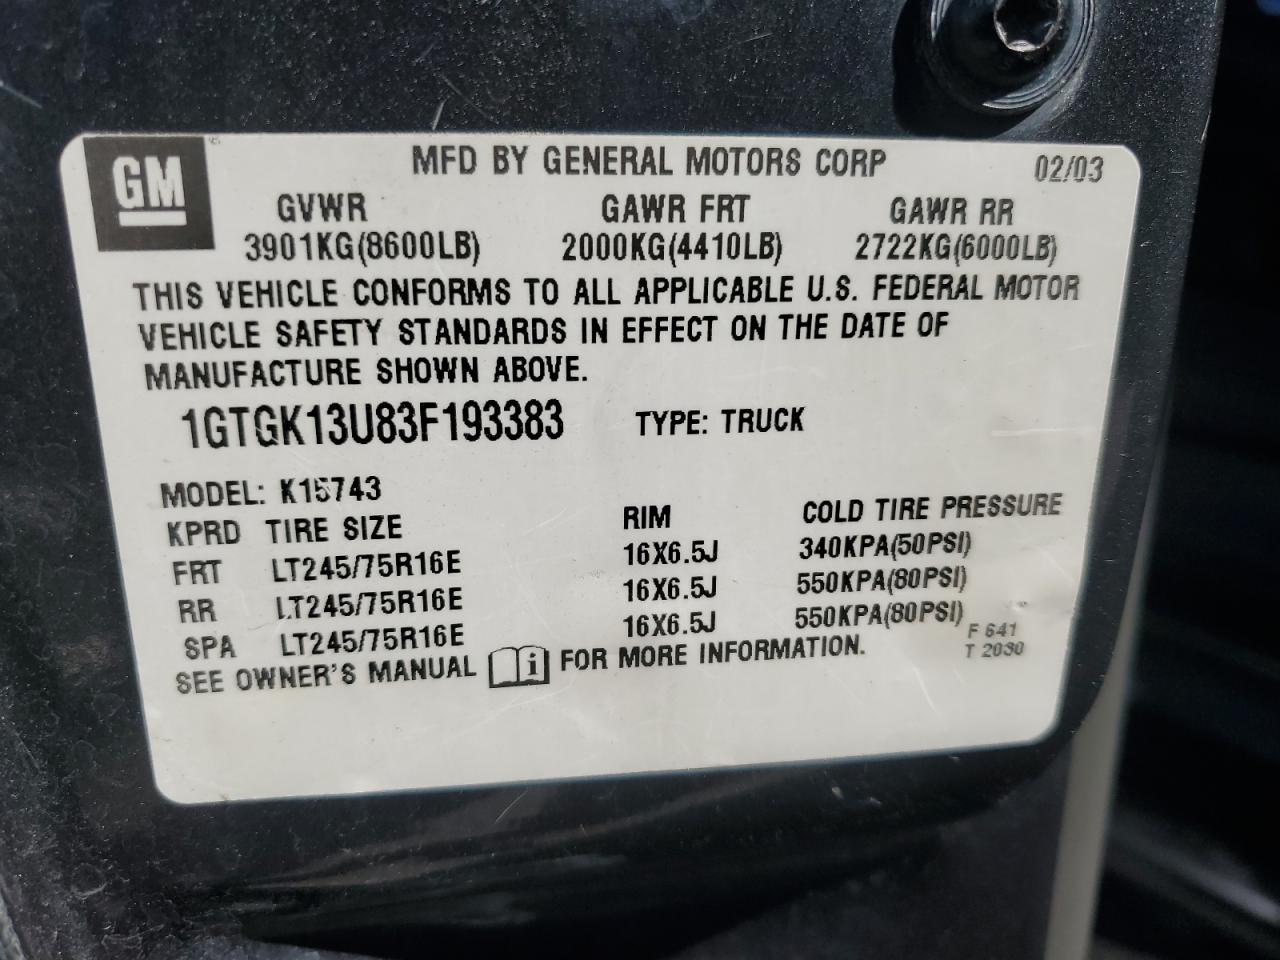 GM
MFD BY GENERAL MOTORS CORP 02/03
GVWR GAWR FRT GAWR RR
3901KG(8600LB) 2000KG(4410LB) 2722KG(6000LB)
THIS VEHICLE CONFORMS TO ALL APPLICABLE U.S. FEDERAL MOTOR
VEHICLE SAFETY STANDARDS IN EFFECT ON THE DATE OF
MANUFACTURE SHOWN ABOVE.
1GTGK13U83F193383 TYPE: TRUCK
MODEL: K15743
KPRD TIRE SIZE RIM COLD TIRE PRESSURE
FRT LT245/75R16E 16X6.5J 340KPA(50PSI)
RR LT245/75R16E 16X6.5J 550KPA(80PSI)
SPA LT245/75R16E 16X6.5J 550KPA(80PSI)
SEE OWNER'S MANUAL i FOR MORE INFORMATION.
F 641
T 2030